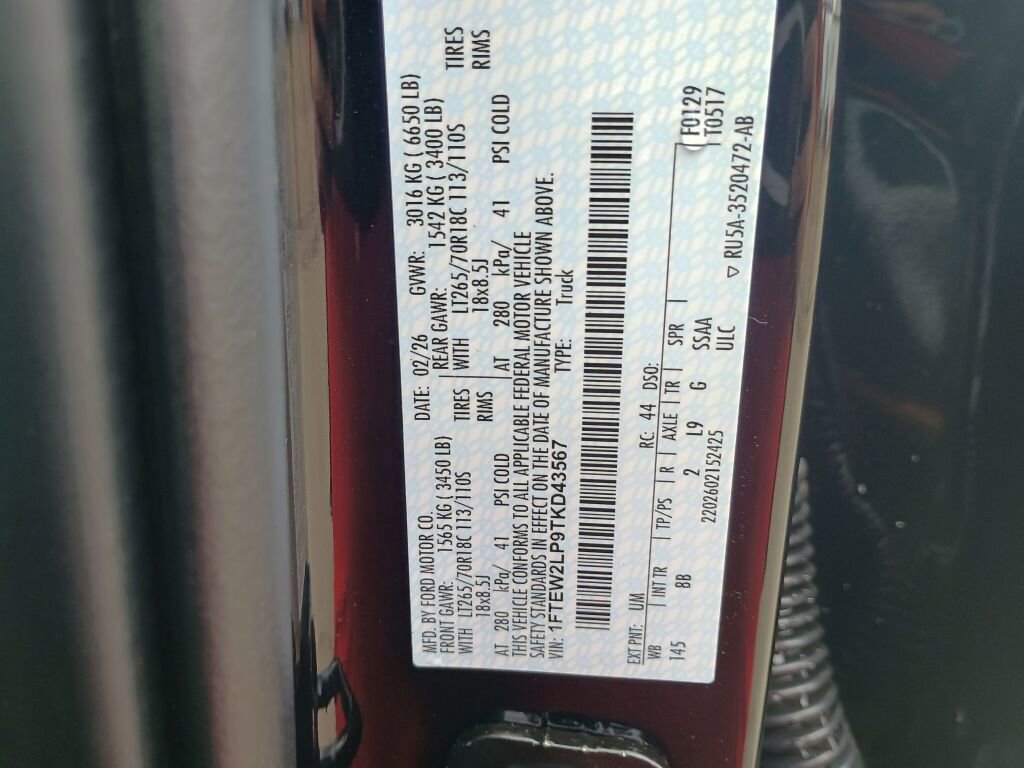 MFD. BY FORD MOTOR CO.
DATE: 02/26 GVWR: 3016 KG ( 6650 LB)
FRONT GAWR: 1565 KG ( 3450 LB) REAR GAWR: 1542 KG ( 3400 LB)
WITH LT265/70R18C 113/110S TIRES WITH LT265/70R18C 113/110S TIRES
18x8.5J RIMS 18x8.5J RIMS
AT 280 kPa/ 41 PSI COLD AT 280 kPa/ 41 PSI COLD
THIS VEHICLE CONFORMS TO ALL APPLICABLE FEDERAL MOTOR VEHICLE
SAFETY STANDARDS IN EFFECT ON THE DATE OF MANUFACTURE SHOWN ABOVE.
VIN: 1FTEW2LP9TKD43567 TYPE: Truck
EXT PNT: UM RC: 44 DSO:
WB INT TR TP/PS R AXLE TR SPR F0129
145 8B 2 L9 G SSAA T0517
2202602152425 ULC ▽ RU5A-3520472-AB